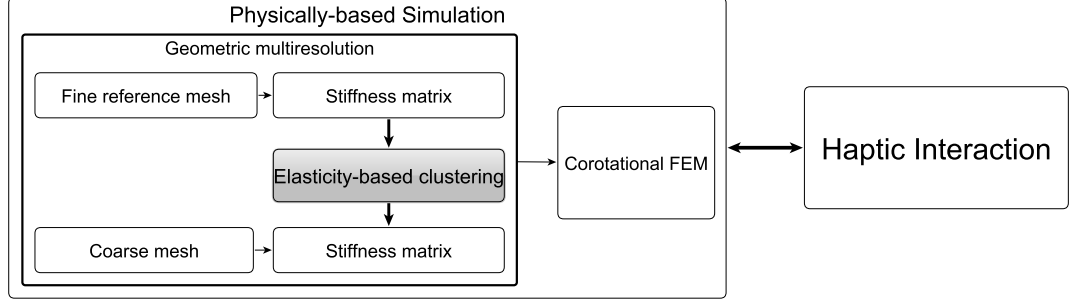 Physically-based Simulation
Geometric multiresolution
Fine reference mesh
Stiffness matrix
Elasticity-based clustering
Coarse mesh
Stiffness matrix
Corotational FEM
Haptic Interaction